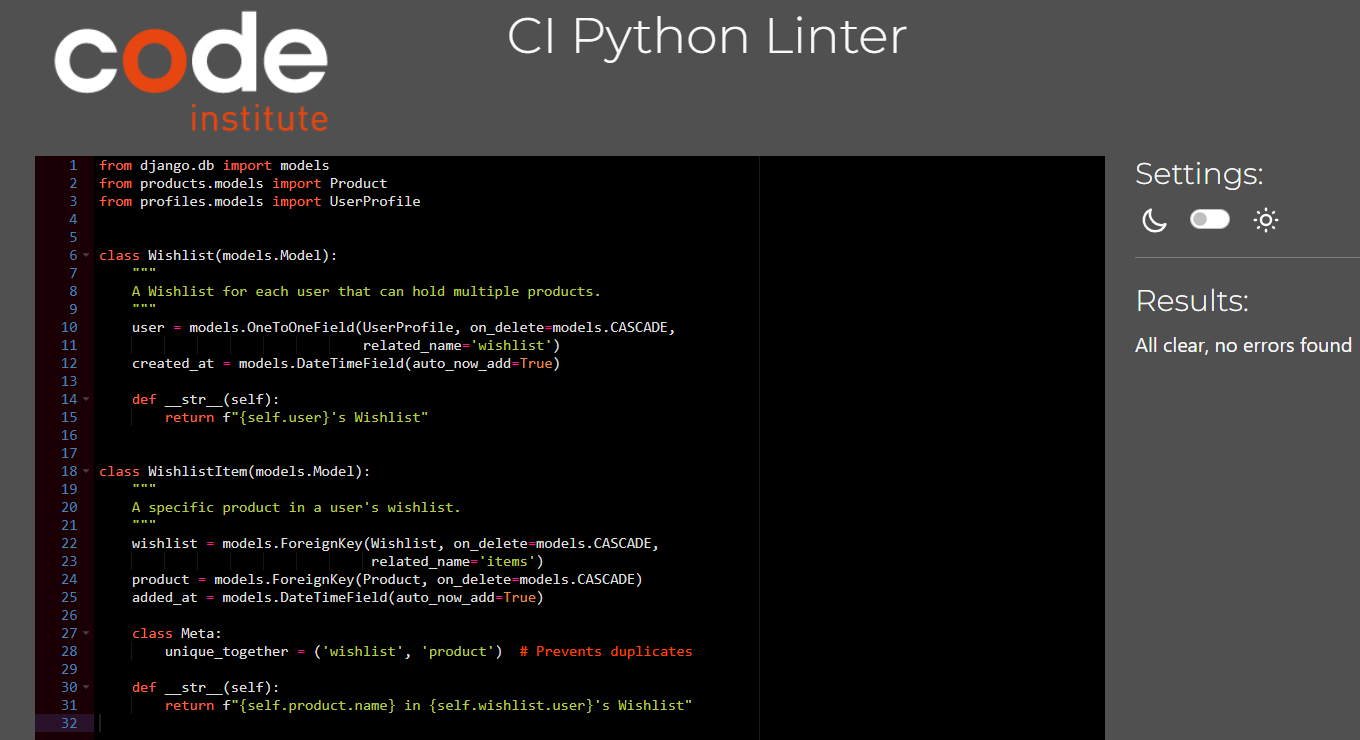 code
institute
CI Python Linter
1 from django.db import models
2 from products.models import Product
3 from profiles.models import UserProfile
4
5
6 class Wishlist(models.Model):
7     """
8     A Wishlist for each user that can hold multiple products.
9     """
10     user = models.OneToOneField(UserProfile, on_delete=models.CASCADE,
11                                 related_name='wishlist')
12     created_at = models.DateTimeField(auto_now_add=True)
13
14     def __str__(self):
15         return f"{self.user}'s Wishlist"
16
17
18 class WishlistItem(models.Model):
19     """
20     A specific product in a user's wishlist.
21     """
22     wishlist = models.ForeignKey(Wishlist, on_delete=models.CASCADE,
23                                  related_name='items')
24     product = models.ForeignKey(Product, on_delete=models.CASCADE)
25     added_at = models.DateTimeField(auto_now_add=True)
26
27     class Meta:
28         unique_together = ('wishlist', 'product')  # Prevents duplicates
29
30     def __str__(self):
31         return f"{self.product.name} in {self.wishlist.user}'s Wishlist"
32
Settings:
Results:
All clear, no errors found